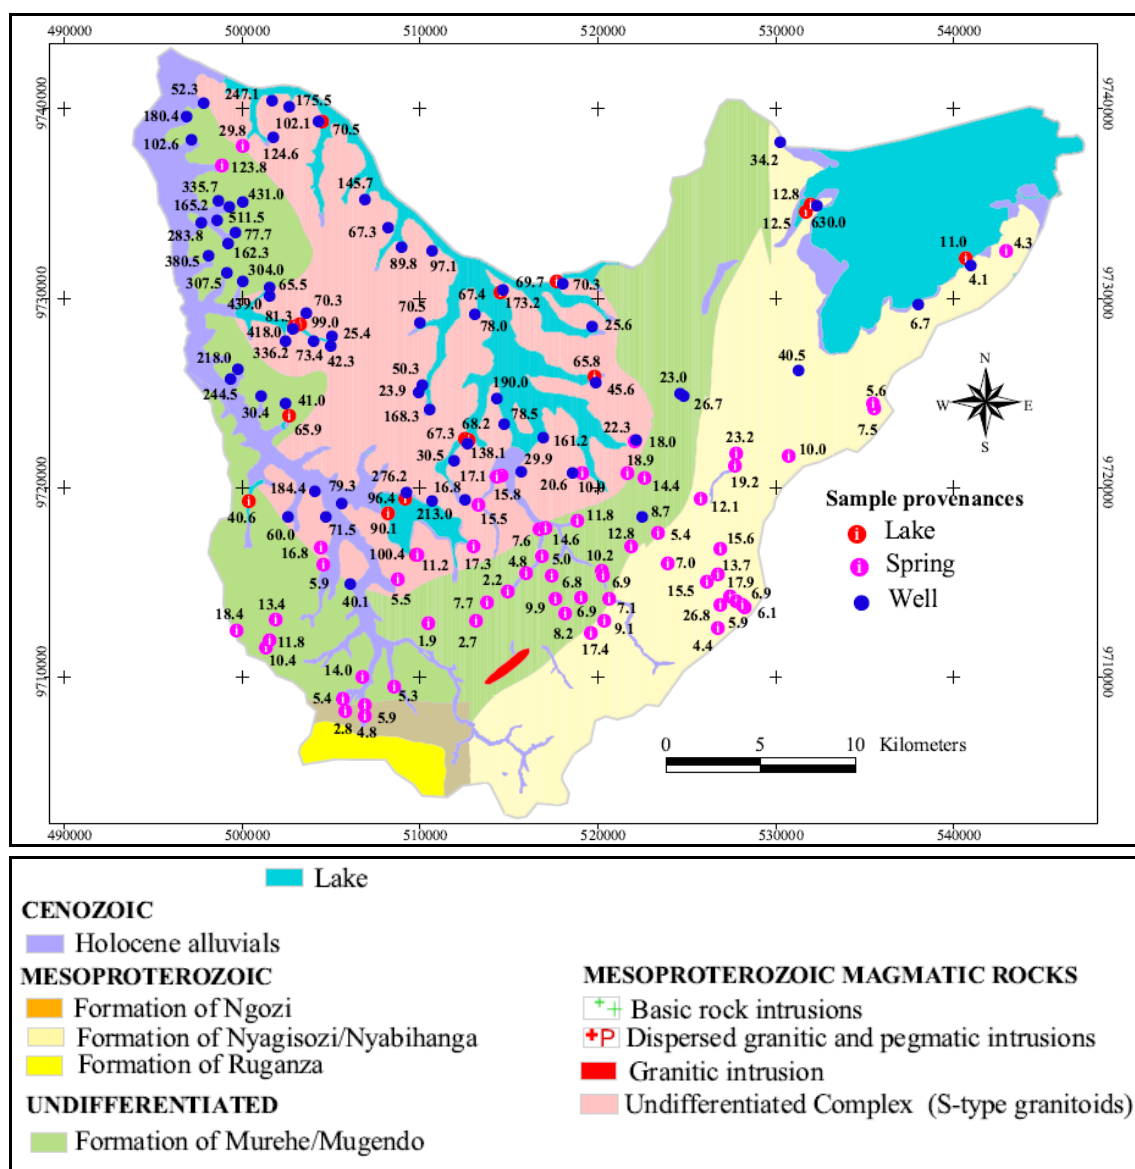 490000 500000 510000 520000 530000 540000
9740000 9740000
52.3 247.1 175.5
180.4 102.1 70.5
29.8
102.6 124.6 34.2
123.8
335.7 431.0 145.7 12.8
165.2
511.5 12.5 630.0
283.8 77.7 67.3
162.3 11.0 4.3
380.5 89.8 97.1
304.0 4.1
307.5 65.5 69.7 70.3
9730000 9730000
439.0 70.3 67.4 173.2
81.3 99.0 70.5 6.7
418.0 25.4 78.0 25.6
336.2 73.4 42.3
218.0 40.5
50.3 65.8
244.5 23.9 190.0 45.6 23.0 5.6
30.4 41.0 26.7
65.9 168.3 78.5 7.5
67.3 68.2 161.2 22.3 18.0 23.2 10.0
30.5 138.1 29.9
276.2 17.1 18.9 19.2
9720000 9720000
184.4 79.3 16.8 15.8 20.6 10.0 14.4
96.4 12.1
40.6 213.0 15.5
90.1 11.8 8.7
60.0 71.5 7.6 14.6 12.8 5.4
16.8 100.4 11.2 17.3 15.6
4.8 5.0 10.2 7.0 13.7
5.9 5.5 2.2 6.8 6.9 15.5 17.9
40.1 7.7 9.9 6.9 7.1 26.8 6.9
18.4 13.4 5.9 6.1
1.9 2.7 8.2 9.1
11.8 17.4 4.4
10.4
14.0
9710000 9710000
5.4 5.3
5.9
2.8 4.8
N
W E
S
Sample provenances
Lake
Spring
Well
0 5 10 Kilometers
490000 500000 510000 520000 530000 540000
Lake
CENOZOIC
Holocene alluvials
MESOPROTEROZOIC
Formation of Ngozi
Formation of Nyagisozi/Nyabihanga
Formation of Ruganza
UNDIFFERENTIATED
Formation of Murehe/Mugendo
MESOPROTEROZOIC MAGMATIC ROCKS
Basic rock intrusions
P Dispersed granitic and pegmatic intrusions
Granitic intrusion
Undifferentiated Complex (S-type granitoids)